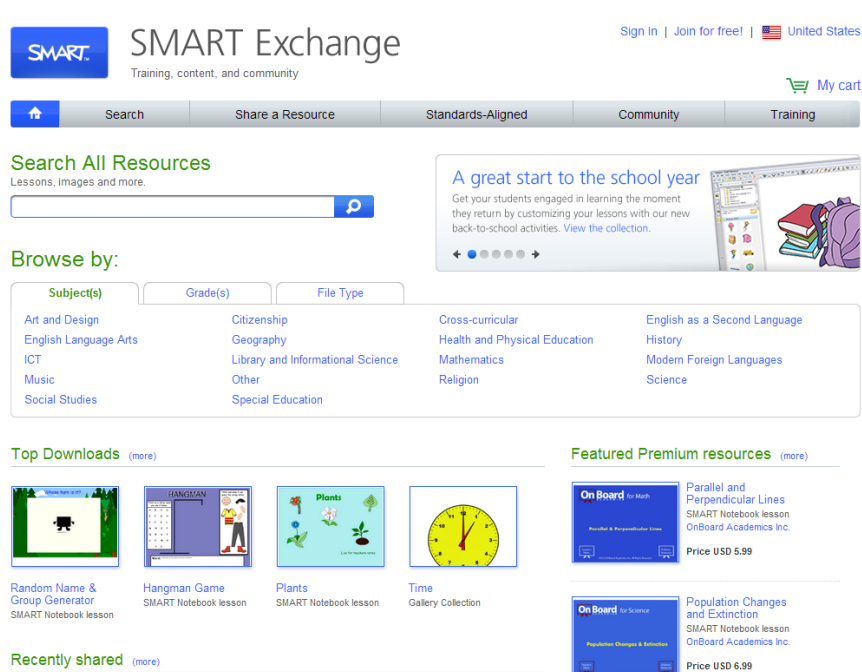 SMART
SMART Exchange
Training, content, and community
Sign In | Join for free! | United States
My cart
Search
Share a Resource
Standards-Aligned
Community
Training
Search All Resources
Lessons, images and more.
A great start to the school year
Get your students engaged in learning the moment
they return by customizing your lessons with our new
back-to-school activities. View the collection.
Browse by:
Subject(s)
Grade(s)
File Type
Art and Design
Citizenship
Cross-curricular
English as a Second Language
English Language Arts
Geography
Health and Physical Education
History
ICT
Library and Informational Science
Mathematics
Modern Foreign Languages
Music
Other
Religion
Science
Social Studies
Special Education
Top Downloads (more)
Whose turn is it?
HANGMAN
Plants
Random Name &
Group Generator
SMART Notebook lesson
Hangman Game
SMART Notebook lesson
Plants
SMART Notebook lesson
Time
Gallery Collection
Featured Premium resources (more)
On Board for Math
Parallel & Perpendicular Lines
Parallel and
Perpendicular Lines
SMART Notebook lesson
OnBoard Academics Inc.
Price USD 5.99
On Board for Science
Population Changes & Extinction
Population Changes
and Extinction
SMART Notebook lesson
OnBoard Academics Inc.
Price USD 6.99
Recently shared (more)